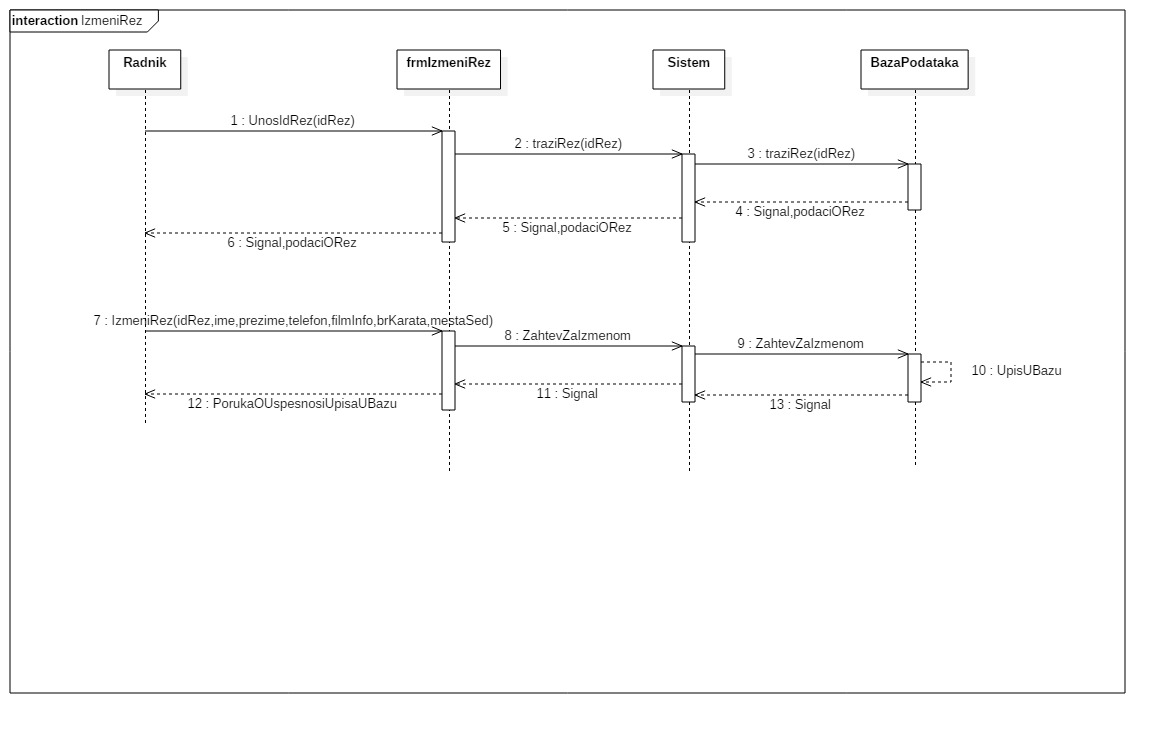 interaction IzmeniRez
Radnik
frmIzmeniRez
Sistem
BazaPodataka
1 : UnosIdRez(idRez)
2 : traziRez(idRez)
3 : traziRez(idRez)
4 : Signal,podaciORez
5 : Signal,podaciORez
6 : Signal,podaciORez
7 : IzmeniRez(idRez,ime,prezime,telefon,filmInfo,brKarata,mestaSed)
8 : ZahtevZaIzmenom
9 : ZahtevZaIzmenom
10 : UpisUBazu
11 : Signal
12 : PorukaOUspesnosiUpisaUBazu
13 : Signal